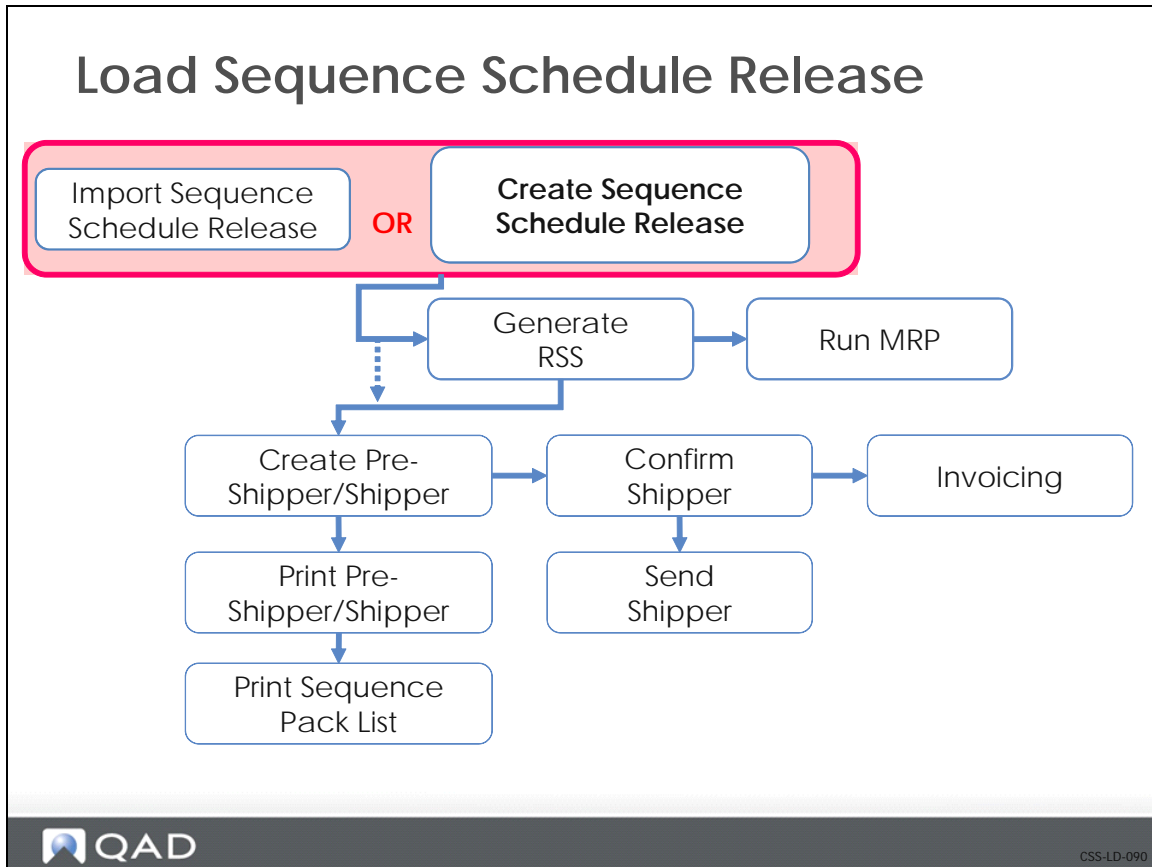 Load Sequence Schedule Release
Import Sequence
Schedule Release
OR
Create Sequence
Schedule Release
Generate
RSS
Run MRP
Create Pre-
Shipper/Shipper
Confirm
Shipper
Invoicing
Print Pre-
Shipper/Shipper
Send
Shipper
Print Sequence
Pack List
QAD
CSS-LD-090